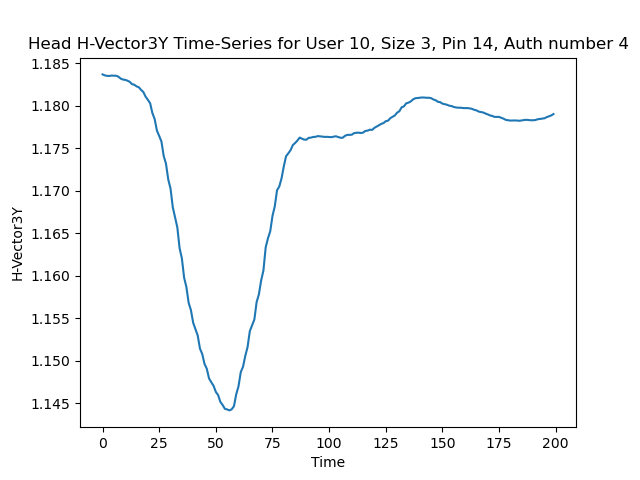 Head H-Vector3Y Time-Series for User 10, Size 3, Pin 14, Auth number 4
1.185
1.180
1.175
1.170
1.165
1.160
1.155
1.150
1.145
H-Vector3Y
0 25 50 75 100 125 150 175 200
Time